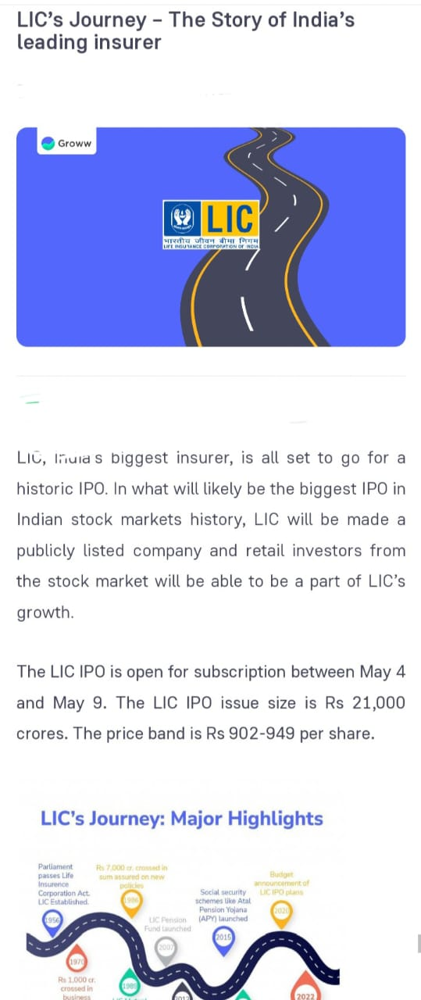 LIC's Journey – The Story of India's
leading insurer
Groww
LIC
भारतीय जीवन बीमा निगम
LIFE INSURANCE CORPORATION OF INDIA
LIC, India s biggest insurer, is all set to go for a
historic IPO. In what will likely be the biggest IPO in
Indian stock markets history, LIC will be made a
publicly listed company and retail investors from
the stock market will be able to be a part of LIC's
growth.
The LIC IPO is open for subscription between May 4
and May 9. The LIC IPO issue size is Rs 21,000
crores. The price band is Rs 902-949 per share.
LIC's Journey: Major Highlights
Parliament
passes Life
Insurence
Corporation Act.
LIC Established.
1956
Rs 7,000 cr. crossed in
sum assured on new
policies
1986
LIC Pension
Fund launched
2007
Social security
schemes like Atal
Pension Yojana
(APY) launched
2015
Budget
announcement of
LIC IPO plans
2020
1970
Rs 1,000 cr.
crossed in
business
1989
2012
2022